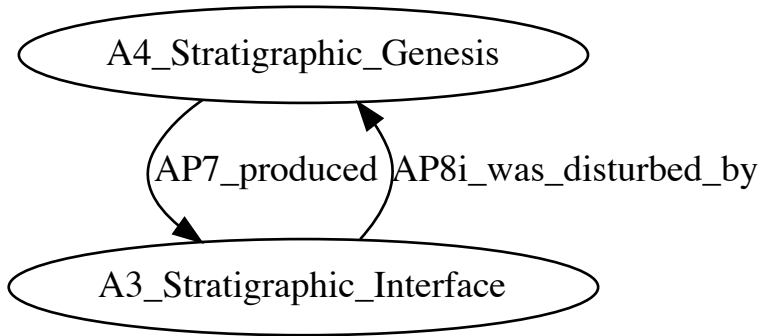 A4_Stratigraphic_Genesis
AP7_produced
AP8i_was_disturbed_by
A3_Stratigraphic_Interface